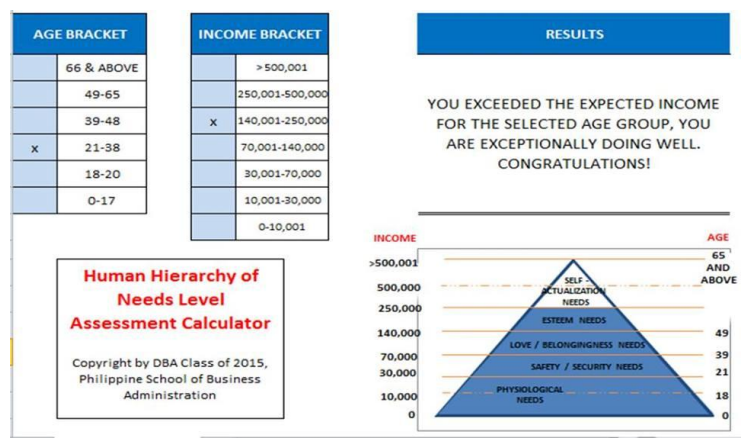 AGE BRACKET
66 & ABOVE
49-65
39-48
x 21-38
18-20
0-17
INCOME BRACKET
>500,001
250,001-500,000
x 140,001-250,000
70,001-140,000
30,001-70,000
10,001-30,000
0-10,001
RESULTS
YOU EXCEEDED THE EXPECTED INCOME
FOR THE SELECTED AGE GROUP, YOU
ARE EXCEPTIONALLY DOING WELL.
CONGRATULATIONS!
Human Hierarchy of
Needs Level
Assessment Calculator
Copyright by DBA Class of 2015,
Philippine School of Business
Administration
INCOME
>500,001
500,000
250,000
140,000
70,000
30,000
10,000
0
SELF -
ACTUALIZATION
NEEDS
ESTEEM NEEDS
LOVE / BELONGINGNESS NEEDS
SAFETY / SECURITY NEEDS
PHYSIOLOGICAL
NEEDS
AGE
65
AND
ABOVE
49
39
21
18
0